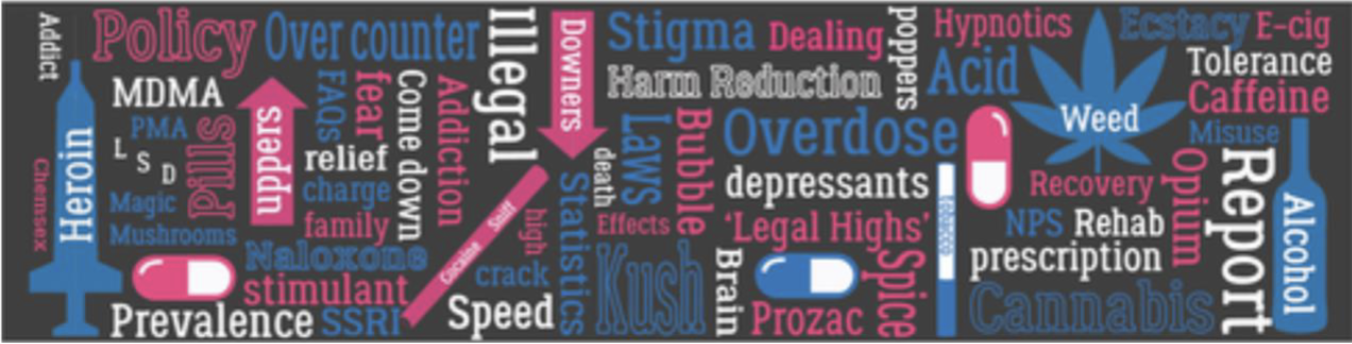 Addict
Policy
Over counter
Illegal
Downers
Stigma
Dealing
poppers
Hypnotics
Ecstacy
E-cig
Heroin
MDMA
PMA
L S D
Pills
uppers
FAQs
fear
Come down
Addiction
Harm Reduction
Acid
Weed
Tolerance
Caffeine
Misuse
Chemsex
Magic
Mushrooms
relief
charge
family
Naloxone
stimulant
Prevalence
SSRI
Cocaine Sniff
high
crack
Speed
Statistics
death
Laws
Bubble
Effects
Kush
Overdose
depressants
'Legal Highs'
Brain
Prozac
Spice
Recovery
NPS
Rehab
prescription
Cannabis
Opium
Report
Alcohol